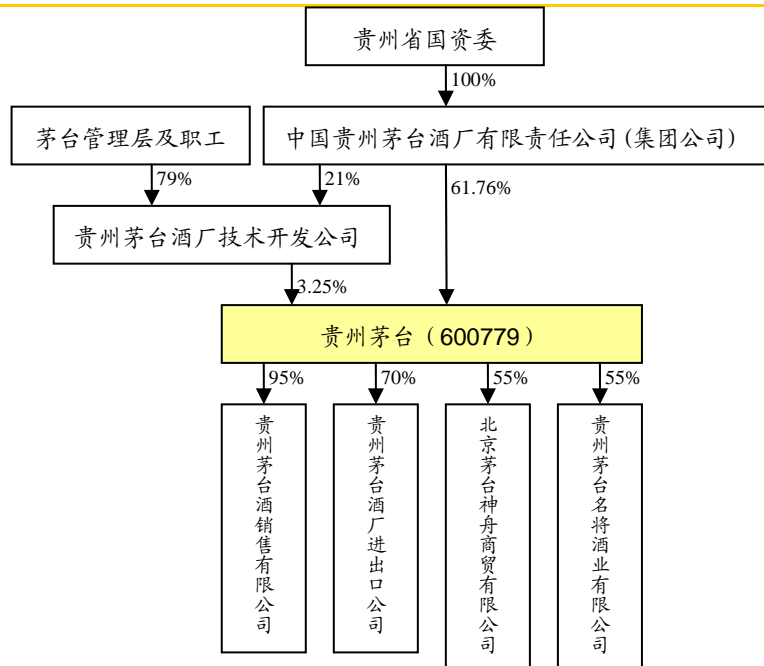 贵州省国资委
100%
茅台管理层及职工
中国贵州茅台酒厂有限责任公司(集团公司)
79%
21%
61.76%
贵州茅台酒厂技术开发公司
3.25%
贵州茅台（600779）
95%
70%
55%
55%
贵州茅台酒销售有限公司
贵州茅台酒厂进出口公司
北京茅台神舟商贸有限公司
贵州茅台名将酒业有限公司